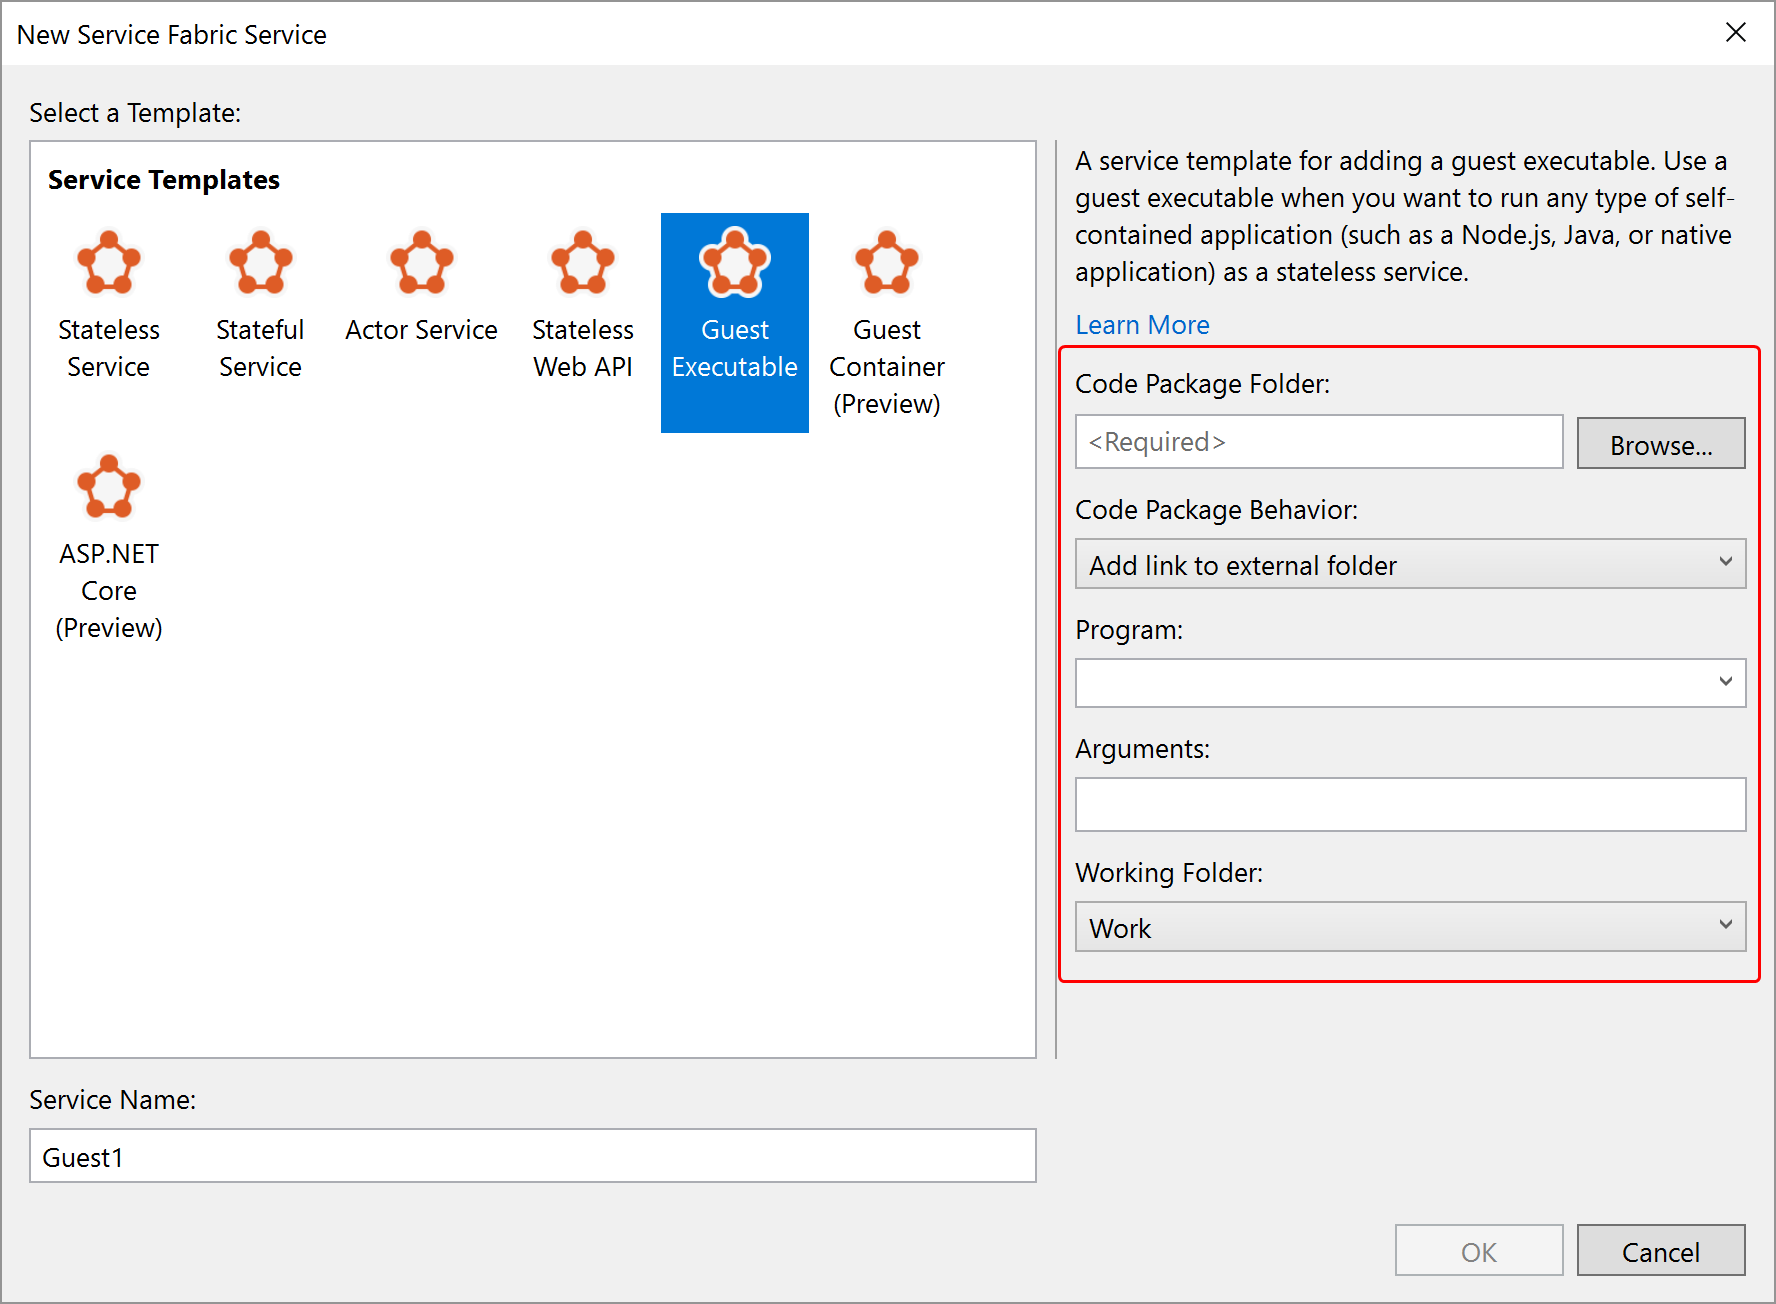 New Service Fabric Service
Select a Template:
Service Templates
Stateless
Service
Stateful
Service
Actor Service
Stateless
Web API
Guest
Executable
Guest
Container
(Preview)
ASP.NET
Core
(Preview)
A service template for adding a guest executable. Use a
guest executable when you want to run any type of self-
contained application (such as a Node.js, Java, or native
application) as a stateless service.
Learn More
Code Package Folder:
<Required>
Browse...
Code Package Behavior:
Add link to external folder
Program:
Arguments:
Working Folder:
Work
Service Name:
Guest1
OK
Cancel